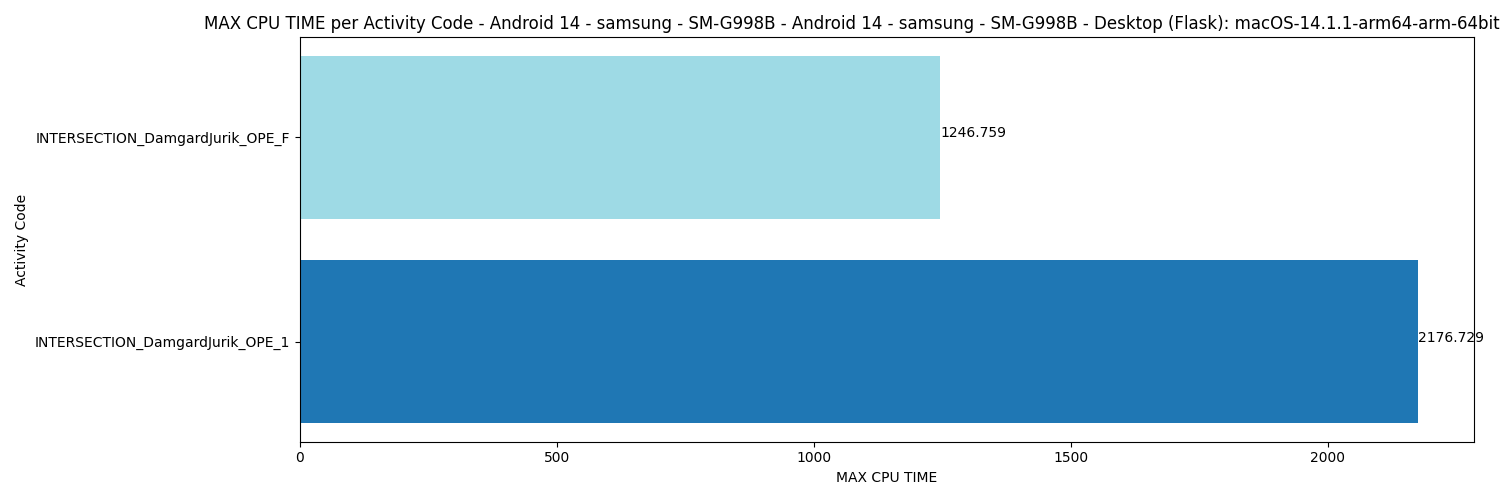 MAX CPU TIME per Activity Code - Android 14 - samsung - SM-G998B - Android 14 - samsung - SM-G998B - Desktop (Flask): macOS-14.1.1-arm64-arm-64bit
INTERSECTION_DamgardJurik_OPE_F
1246.759
Activity Code
INTERSECTION_DamgardJurik_OPE_1
2176.729
0
500
1000
1500
2000
MAX CPU TIME